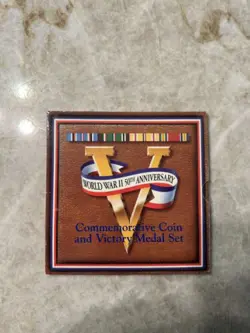 V
WORLD WAR II 50TH ANNIVERSARY
Commemorative Coin
and Victory Medal Set